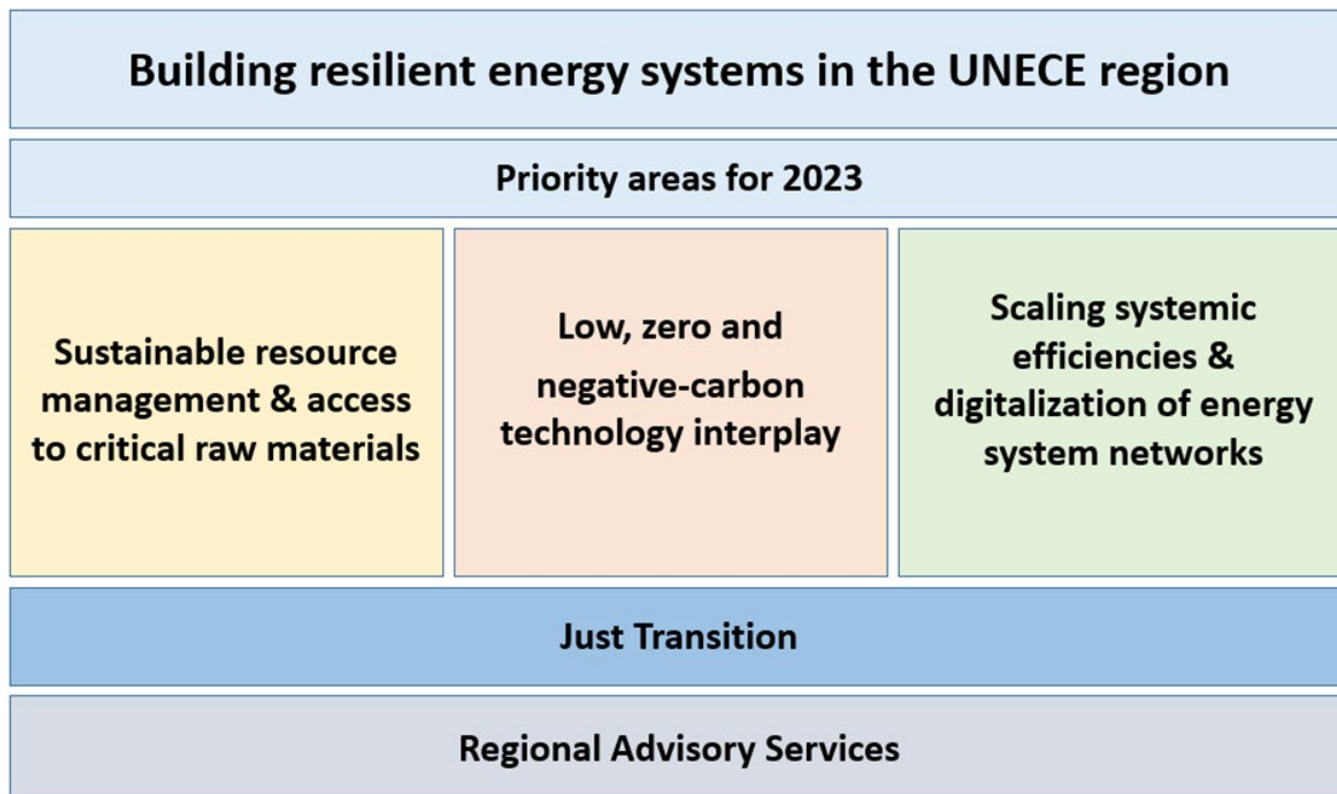 Building resilient energy systems in the UNECE region
Priority areas for 2023
Sustainable resource
management & access
to critical raw materials
Low, zero and
negative-carbon
technology interplay
Scaling systemic
efficiencies &
digitalization of energy
system networks
Just Transition
Regional Advisory Services